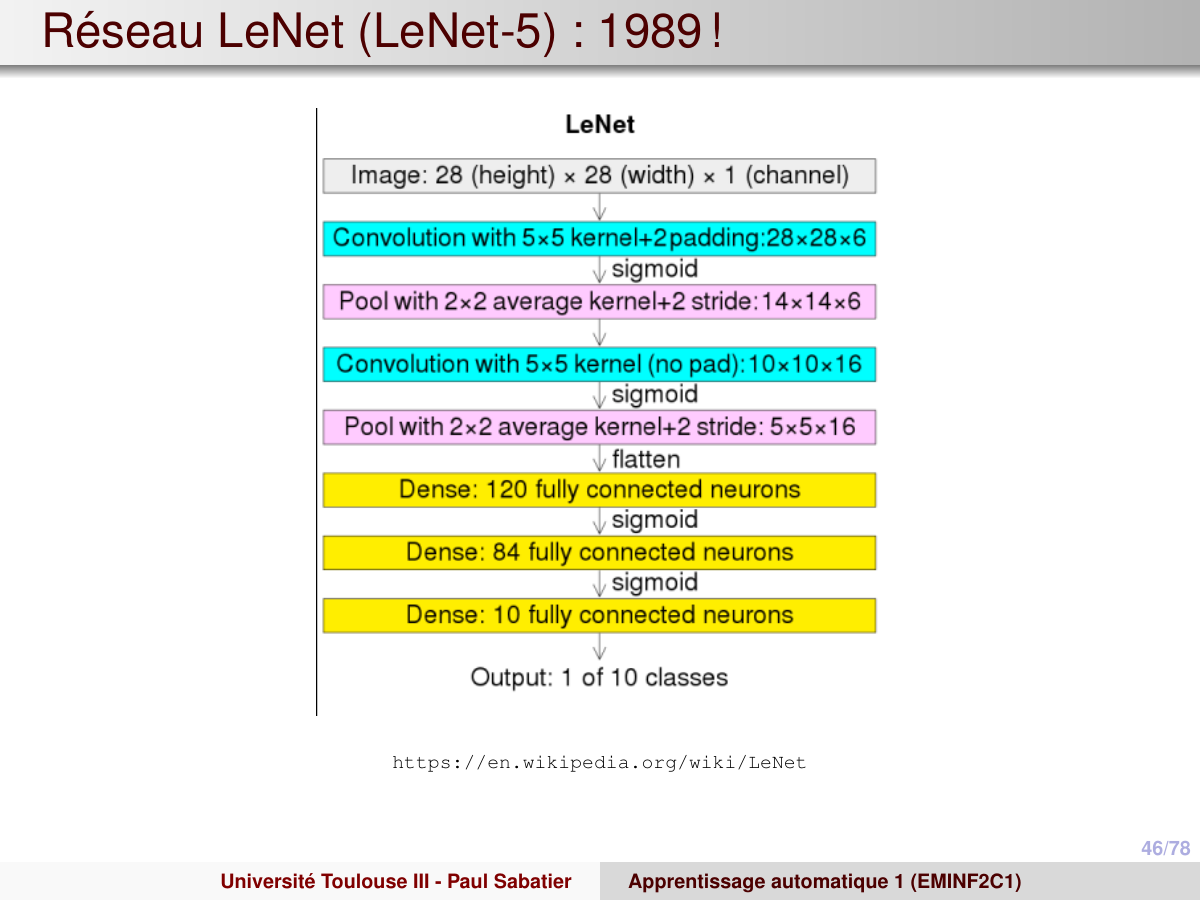 Réseau LeNet (LeNet-5) : 1989 !
LeNet
Image: 28 (height) × 28 (width) × 1 (channel)
Convolution with 5×5 kernel+2padding:28×28×6
sigmoid
Pool with 2×2 average kernel+2 stride:14×14×6
Convolution with 5×5 kernel (no pad):10×10×16
sigmoid
Pool with 2×2 average kernel+2 stride: 5×5×16
flatten
Dense: 120 fully connected neurons
sigmoid
Dense: 84 fully connected neurons
sigmoid
Dense: 10 fully connected neurons
Output: 1 of 10 classes
https://en.wikipedia.org/wiki/LeNet
46/78
Université Toulouse III - Paul Sabatier
Apprentissage automatique 1 (EMINF2C1)